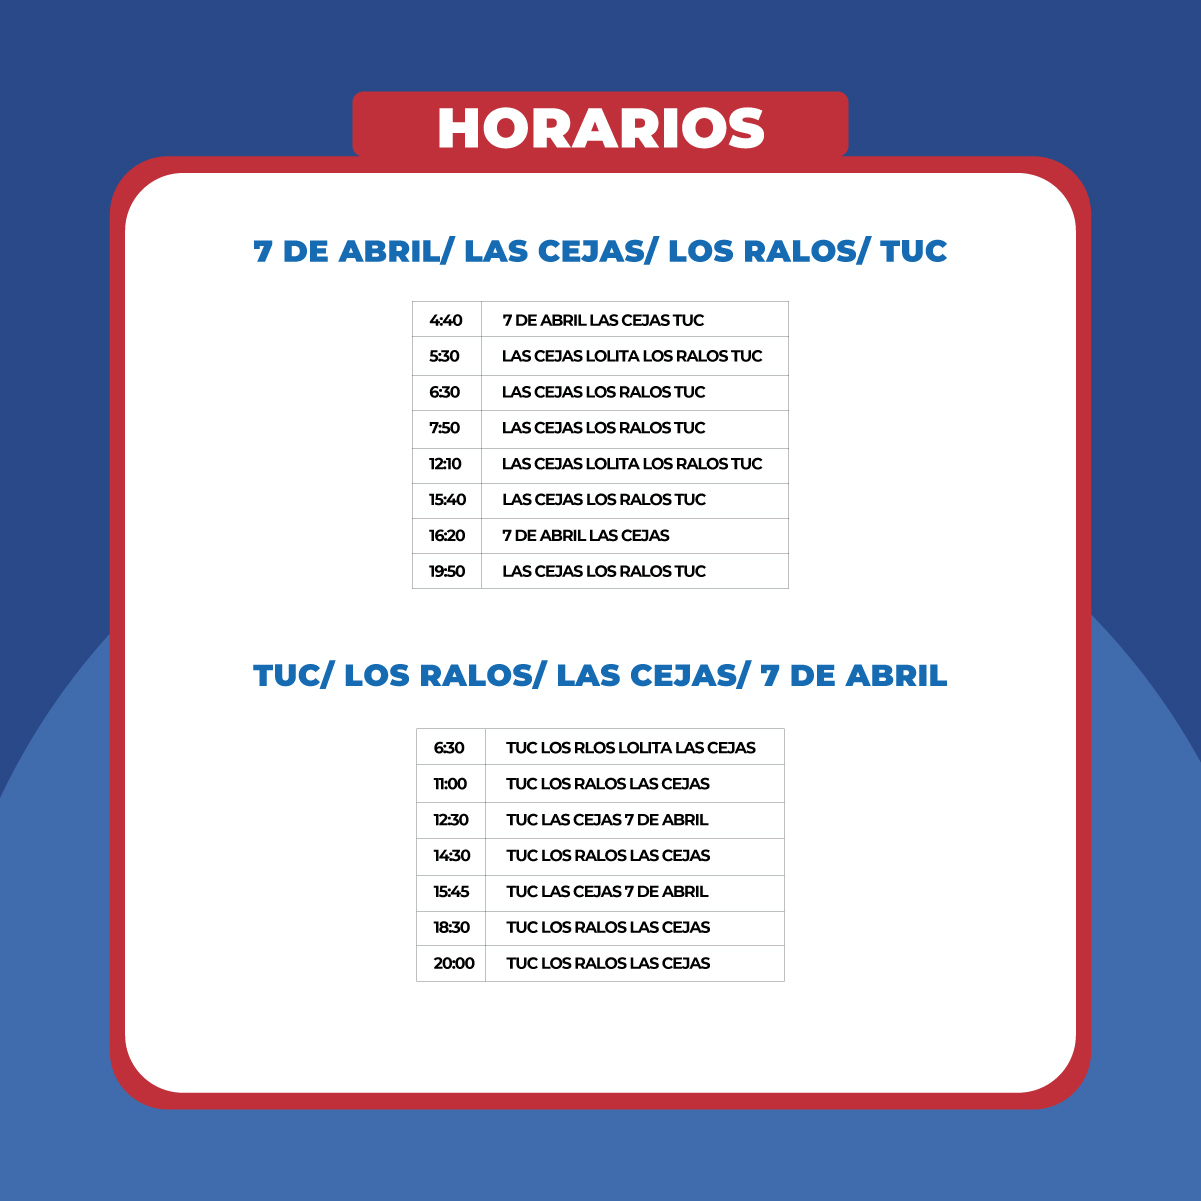 HORARIOS
7 DE ABRIL/ LAS CEJAS/ LOS RALOS/ TUC
4:40 7 DE ABRIL LAS CEJAS TUC
5:30 LAS CEJAS LOLITA LOS RALOS TUC
6:30 LAS CEJAS LOS RALOS TUC
7:50 LAS CEJAS LOS RALOS TUC
12:10 LAS CEJAS LOLITA LOS RALOS TUC
15:40 LAS CEJAS LOS RALOS TUC
16:20 7 DE ABRIL LAS CEJAS
19:50 LAS CEJAS LOS RALOS TUC
TUC/ LOS RALOS/ LAS CEJAS/ 7 DE ABRIL
6:30 TUC LOS RLOS LOLITA LAS CEJAS
11:00 TUC LOS RALOS LAS CEJAS
12:30 TUC LAS CEJAS 7 DE ABRIL
14:30 TUC LOS RALOS LAS CEJAS
15:45 TUC LAS CEJAS 7 DE ABRIL
18:30 TUC LOS RALOS LAS CEJAS
20:00 TUC LOS RALOS LAS CEJAS